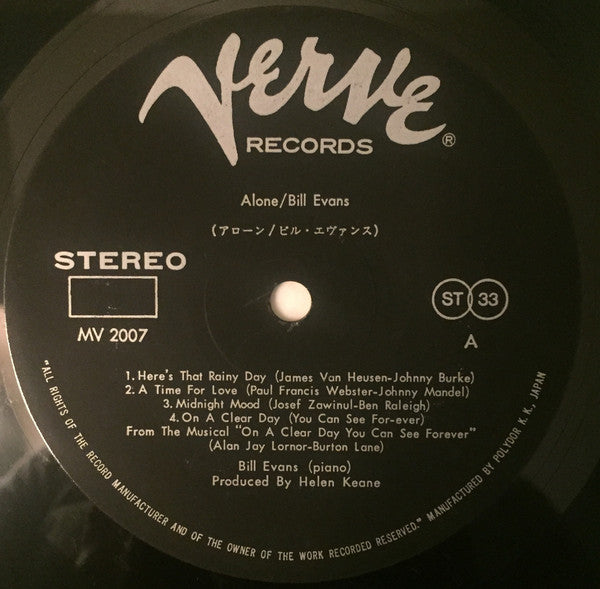 Verve
RECORDS ®
Alone/Bill Evans
(アローン/ビル・エヴァンス)
STEREO
MV 2007
ST 33
A
1. Here's That Rainy Day (James Van Heusen-Johnny Burke)
2. A Time For Love (Paul Francis Webster-Johnny Mandel)
3. Midnight Mood (Josef Zawinul-Ben Raleigh)
4. On A Clear Day (You Can See For-ever)
From The Musical "On A Clear Day You Can See Forever"
(Alan Jay Lornor-Burton Lane)
Bill Evans (piano)
Produced By Helen Keane
"ALL RIGHTS OF THE RECORD MANUFACTURER AND OF THE OWNER OF THE WORK RECORDED RESERVED." MANUFACTURED BY POLYDOR K. K., JAPAN